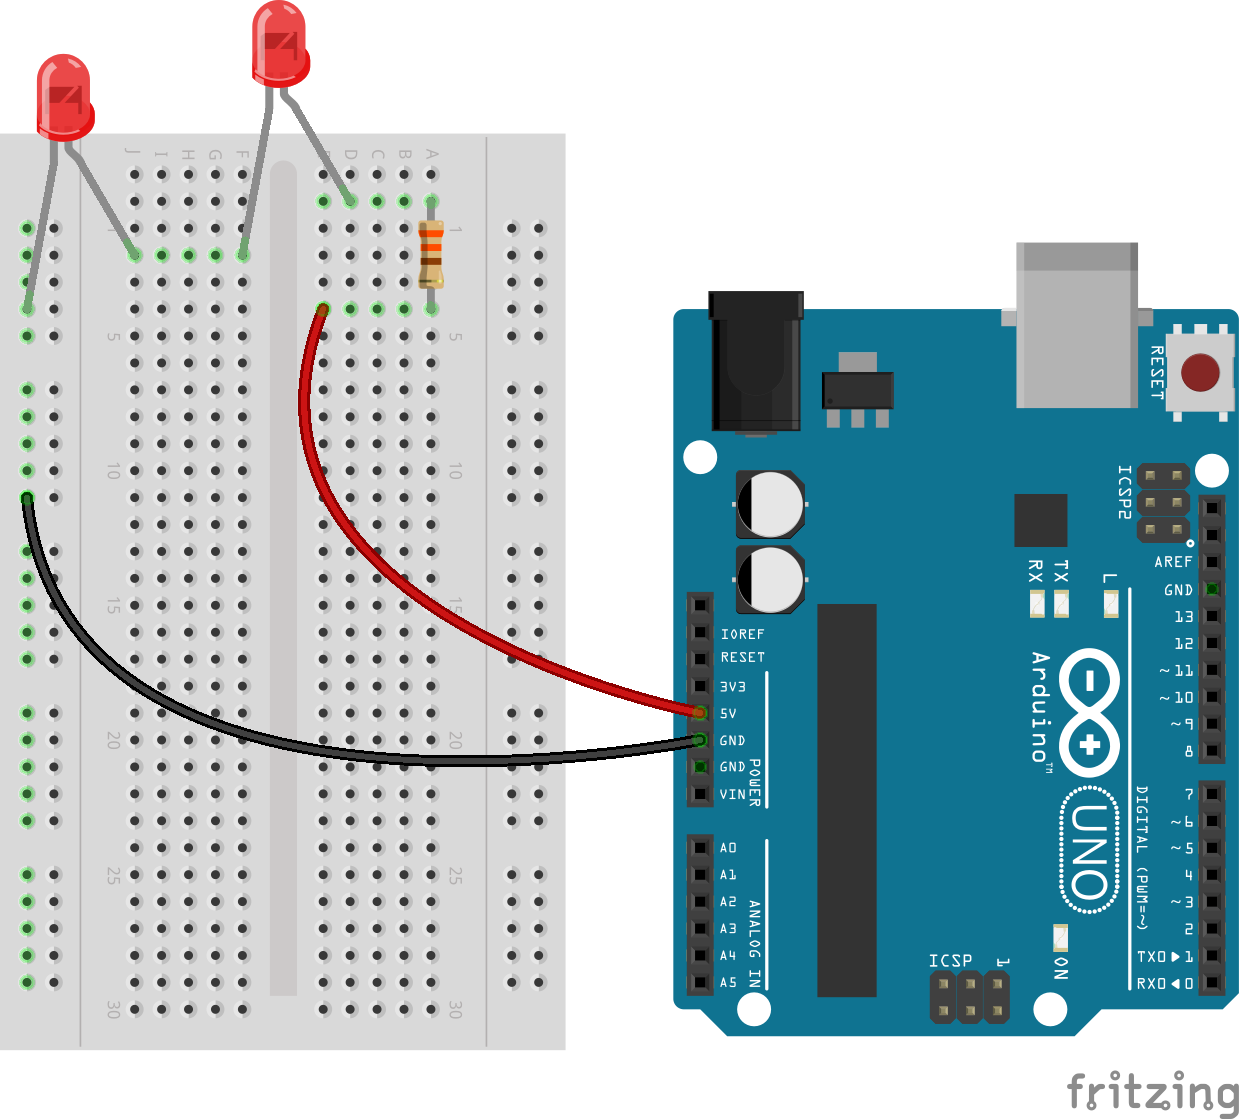 J I H G F D C B A
1 1
5 5
10 10
15 15
20 20
25 25
30 30
RESET
ICSP2
AREF
GND
13
12
~11
~10
~9
8
7
~6
~5
4
~3
2
TX0▶1
RX0◀0
RX TX L
IOREF
RESET
3V3
5V
GND
GND
VIN
POWER
A0
A1
A2
A3
A4
A5
ANALOG IN
Arduino™
UNO
DIGITAL (PWM=~)
ICSP 1
ON
fritzing